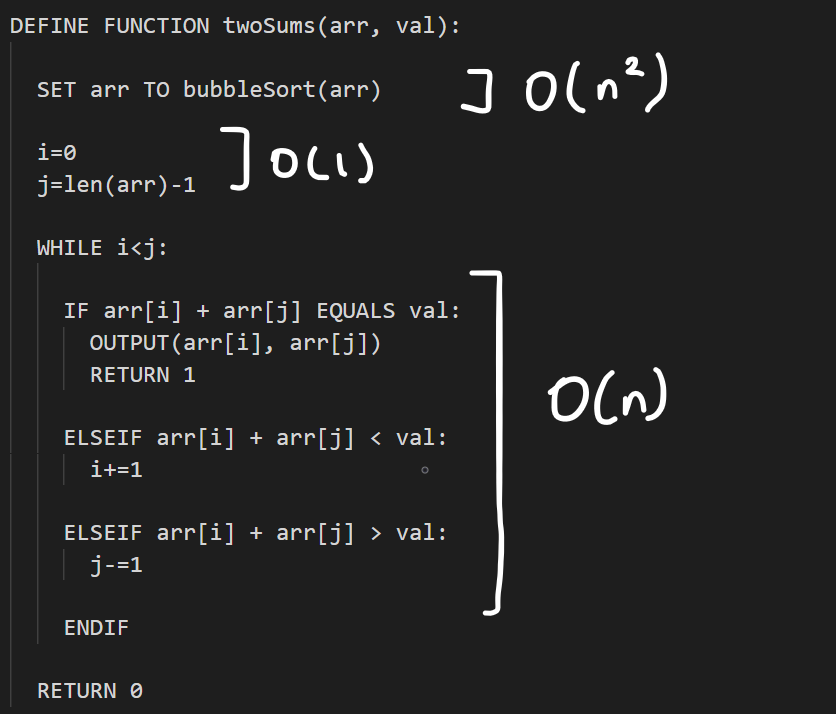 DEFINE FUNCTION twoSums(arr, val):
SET arr TO bubbleSort(arr) ] O(n²)
i=0
j=len(arr)-1 ] O(1)
WHILE i<j:
IF arr[i] + arr[j] EQUALS val:
OUTPUT(arr[i], arr[j])
RETURN 1
ELSEIF arr[i] + arr[j] < val:
i+=1
ELSEIF arr[i] + arr[j] > val:
j-=1
ENDIF
] O(n)
RETURN 0